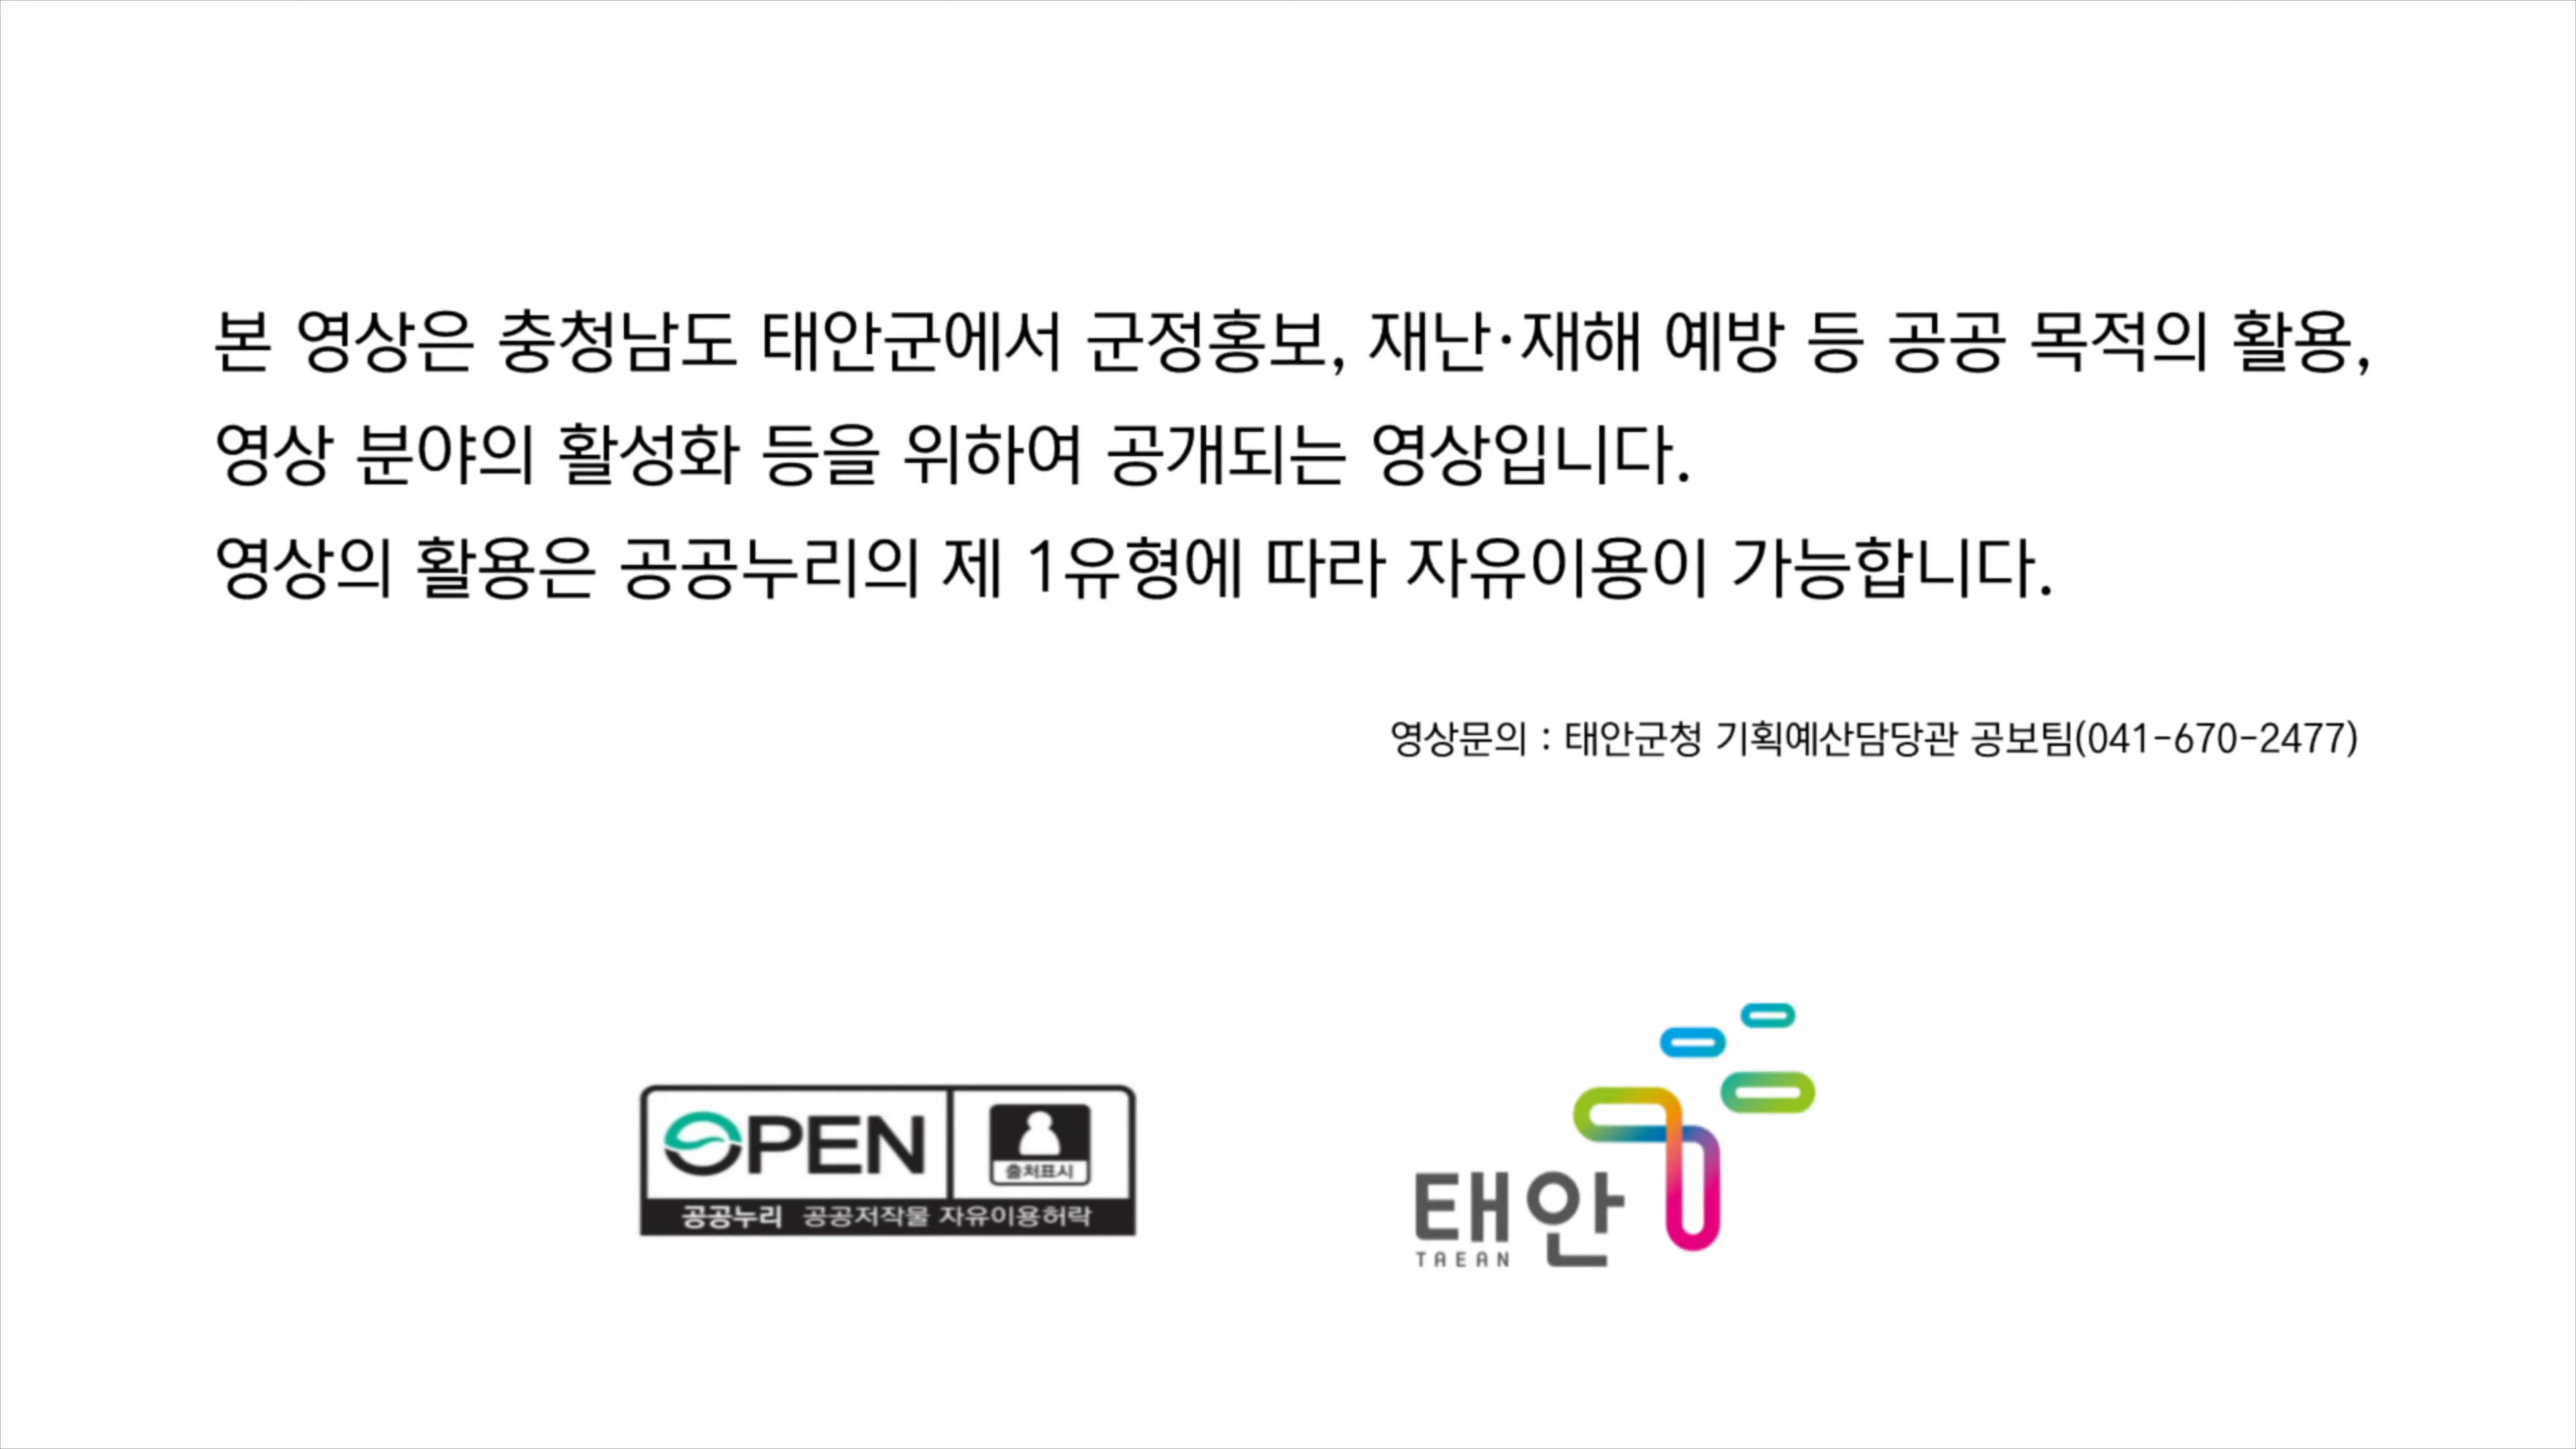 본 영상은 충청남도 태안군에서 군정홍보, 재난·재해 예방 등 공공 목적의 활용,
영상 분야의 활성화 등을 위하여 공개되는 영상입니다.
영상의 활용은 공공누리의 제 1유형에 따라 자유이용이 가능합니다.
영상문의 : 태안군청 기획예산담당관 공보팀(041-670-2477)
OPEN
출처표시
공공누리 공공저작물 자유이용허락
태안
TAEAN